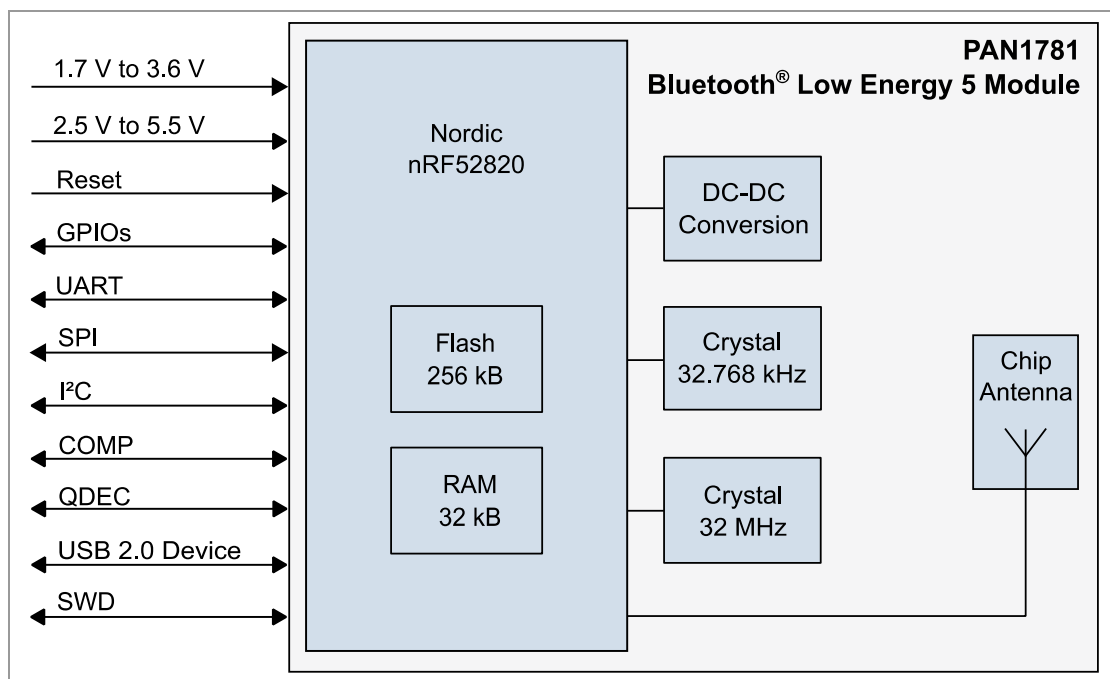 PAN1781
Bluetooth® Low Energy 5 Module
1.7 V to 3.6 V
2.5 V to 5.5 V
Reset
GPIOs
UART
SPI
I²C
COMP
QDEC
USB 2.0 Device
SWD
Nordic
nRF52820
Flash
256 kB
RAM
32 kB
DC-DC
Conversion
Crystal
32.768 kHz
Crystal
32 MHz
Chip
Antenna